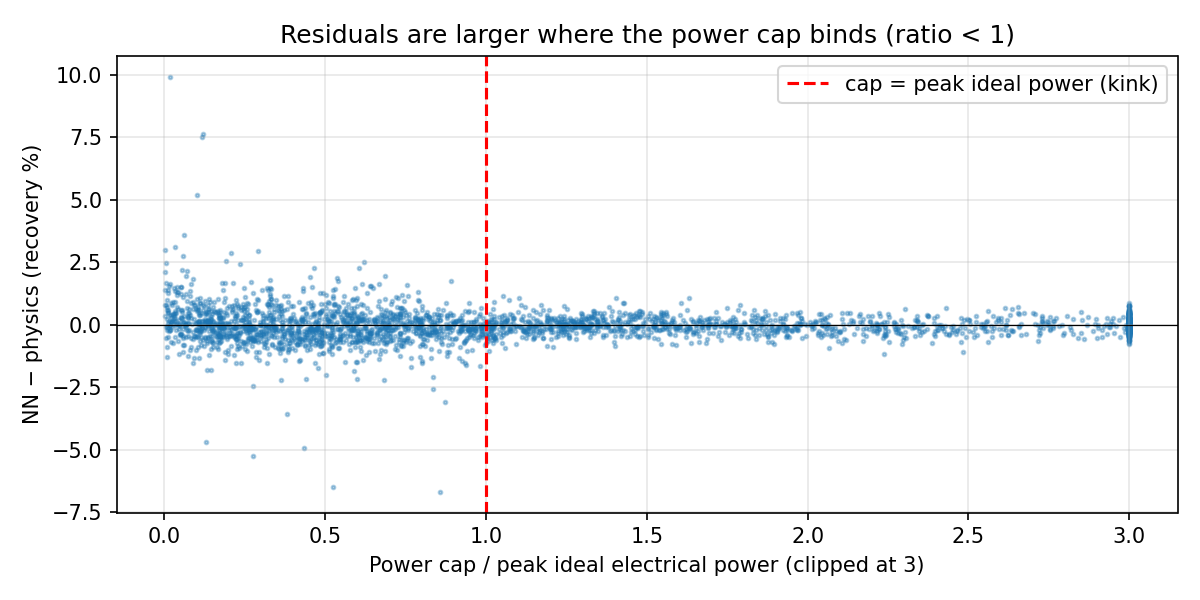 Residuals are larger where the power cap binds (ratio < 1)
cap = peak ideal power (kink)
NN − physics (recovery %)
10.0
7.5
5.0
2.5
0.0
−2.5
−5.0
−7.5
0.0 0.5 1.0 1.5 2.0 2.5 3.0
Power cap / peak ideal electrical power (clipped at 3)